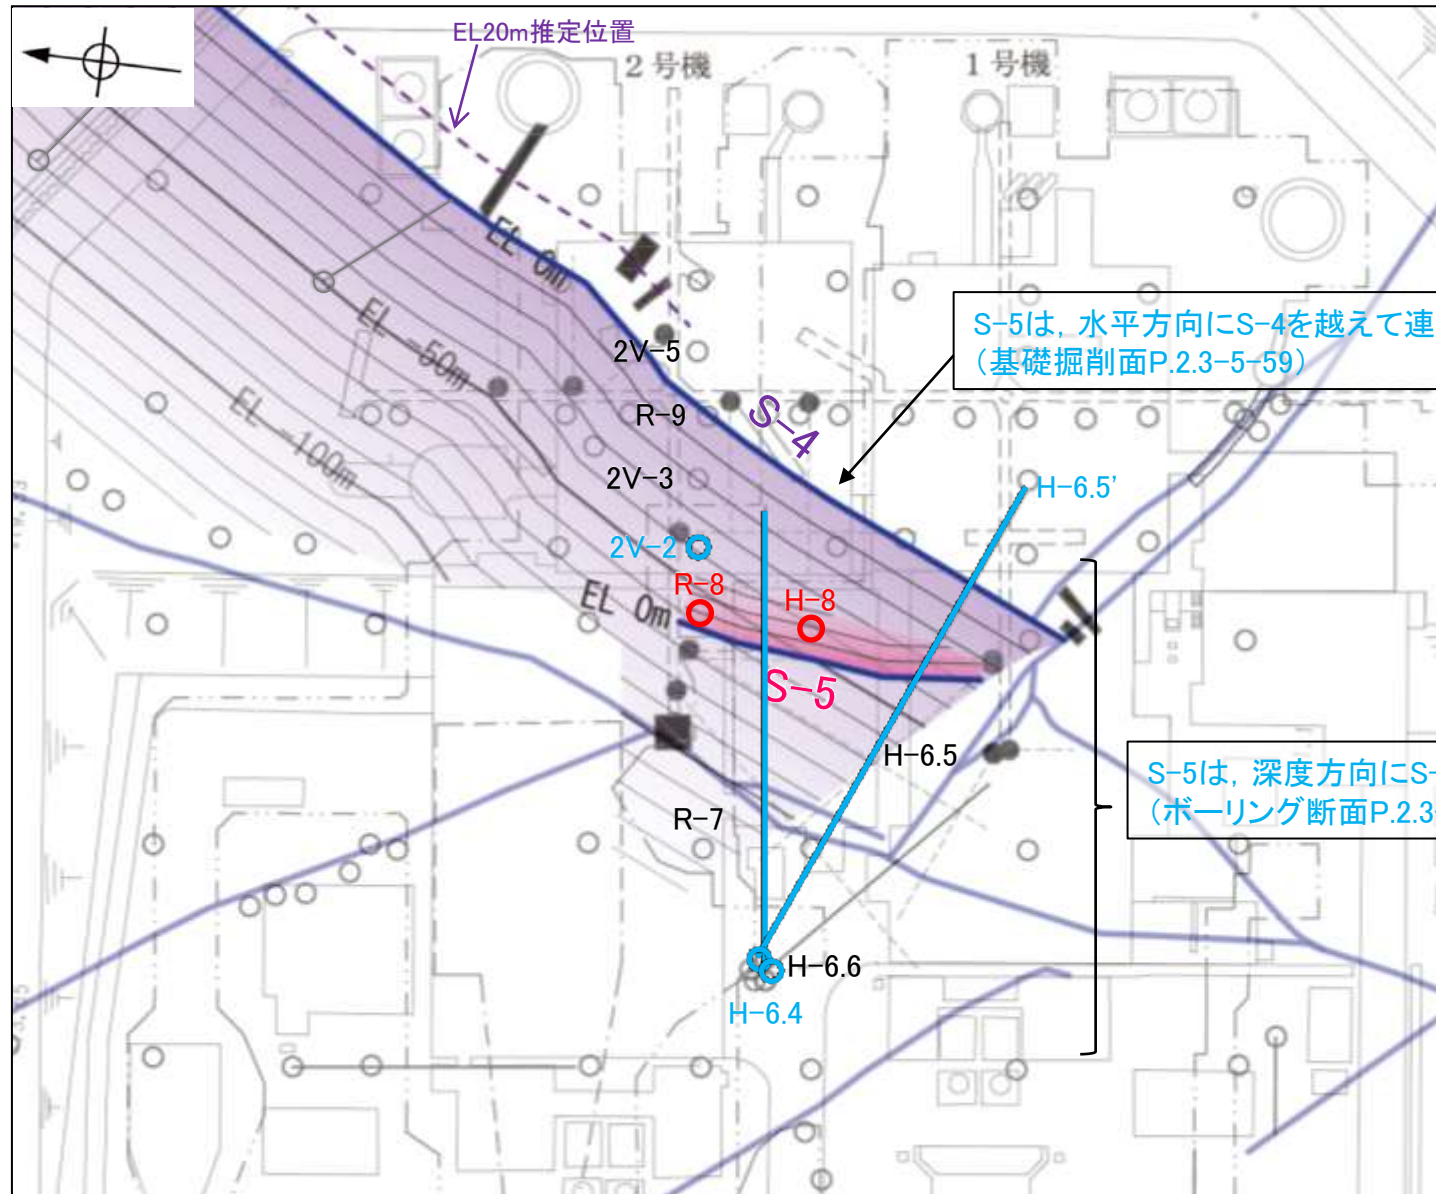 EL20m推定位置
2号機
1号機
EL 0m
S-5は，水平方向にS-4を越えて連
（基礎掘削面P.2.3-5-59）
2V-5
EL -50m
R-9
S-4
EL -100m
2V-3
H-6.5'
2V-2
R-8
H-8
EL 0m
S-5
H-6.5
S-5は，深度方向にS-
（ボーリング断面P.2.3-
R-7
H-6.6
H-6.4